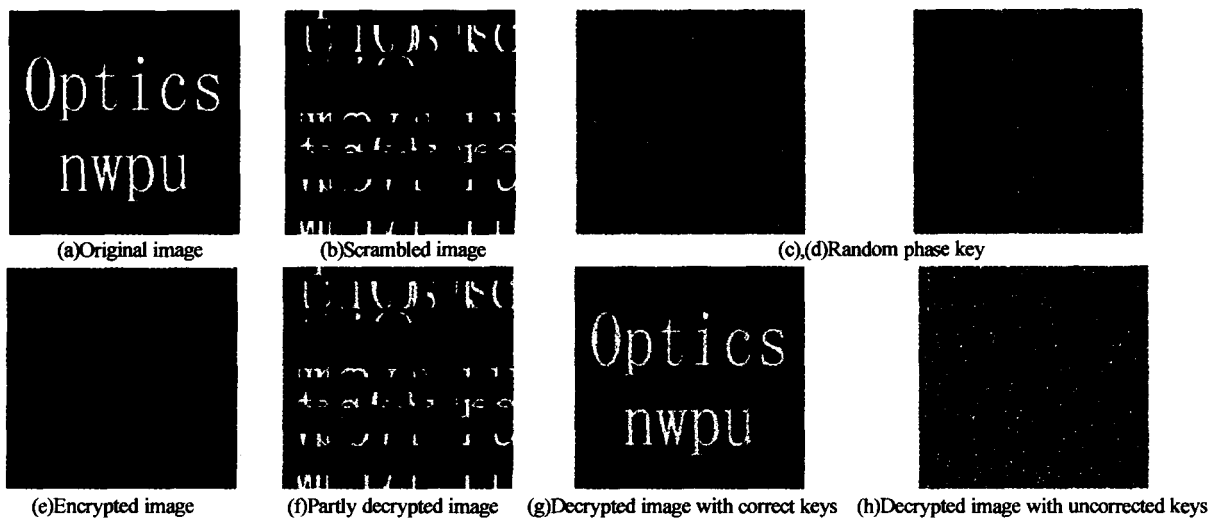 Optics
nwpu
(a)Original image
(b)Scrambled image
(c),(d)Random phase key
(e)Encrypted image
(f)Partly decrypted image
Optics
nwpu
(g)Decrypted image with correct keys
(h)Decrypted image with uncorrected keys